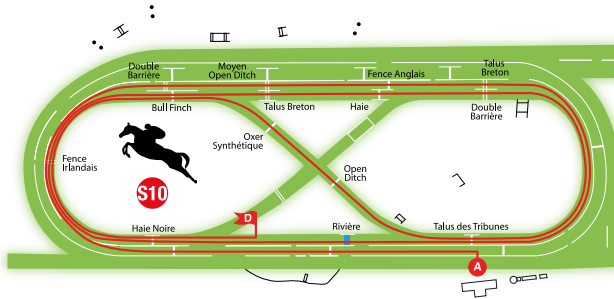 Double
Barrière
Moyen
Open Ditch
Fence Anglais
Talus
Breton
Bull Finch
Talus Breton
Haie
Double
Barrière
Oxer
Synthétique
Fence
Irlandais
Open
Ditch
S10
Haie Noire
D
Rivière
Talus des Tribunes
A